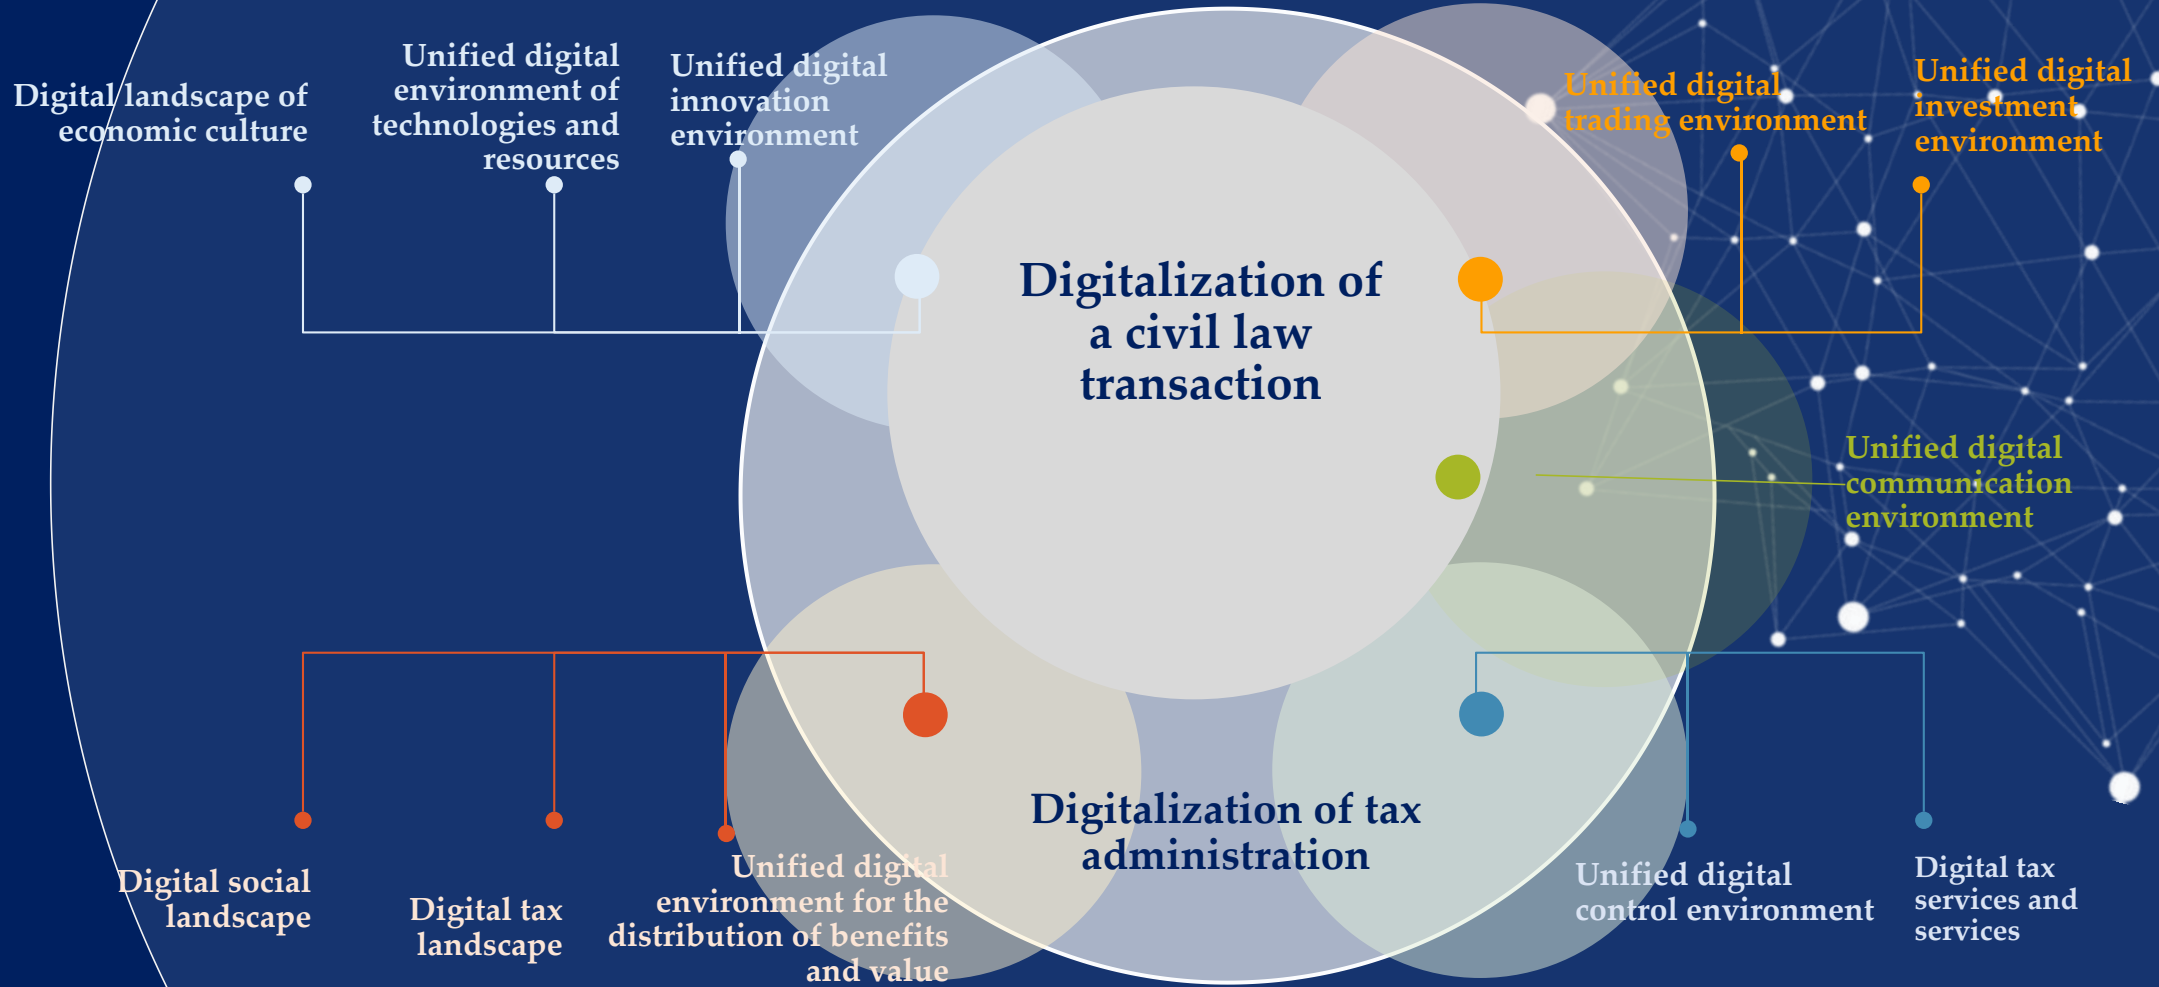 Digital landscape of
economic culture
Unified digital
environment of
technologies and
resources
Unified digital
innovation
environment
Unified digital
trading environment
Unified digital
investment
environment
Digitalization of
a civil law
transaction
Unified digital
communication
environment
Digitalization of tax
administration
Digital social
landscape
Digital tax
landscape
Unified digital
environment for the
distribution of benefits
and value
Unified digital
control environment
Digital tax
services and
services